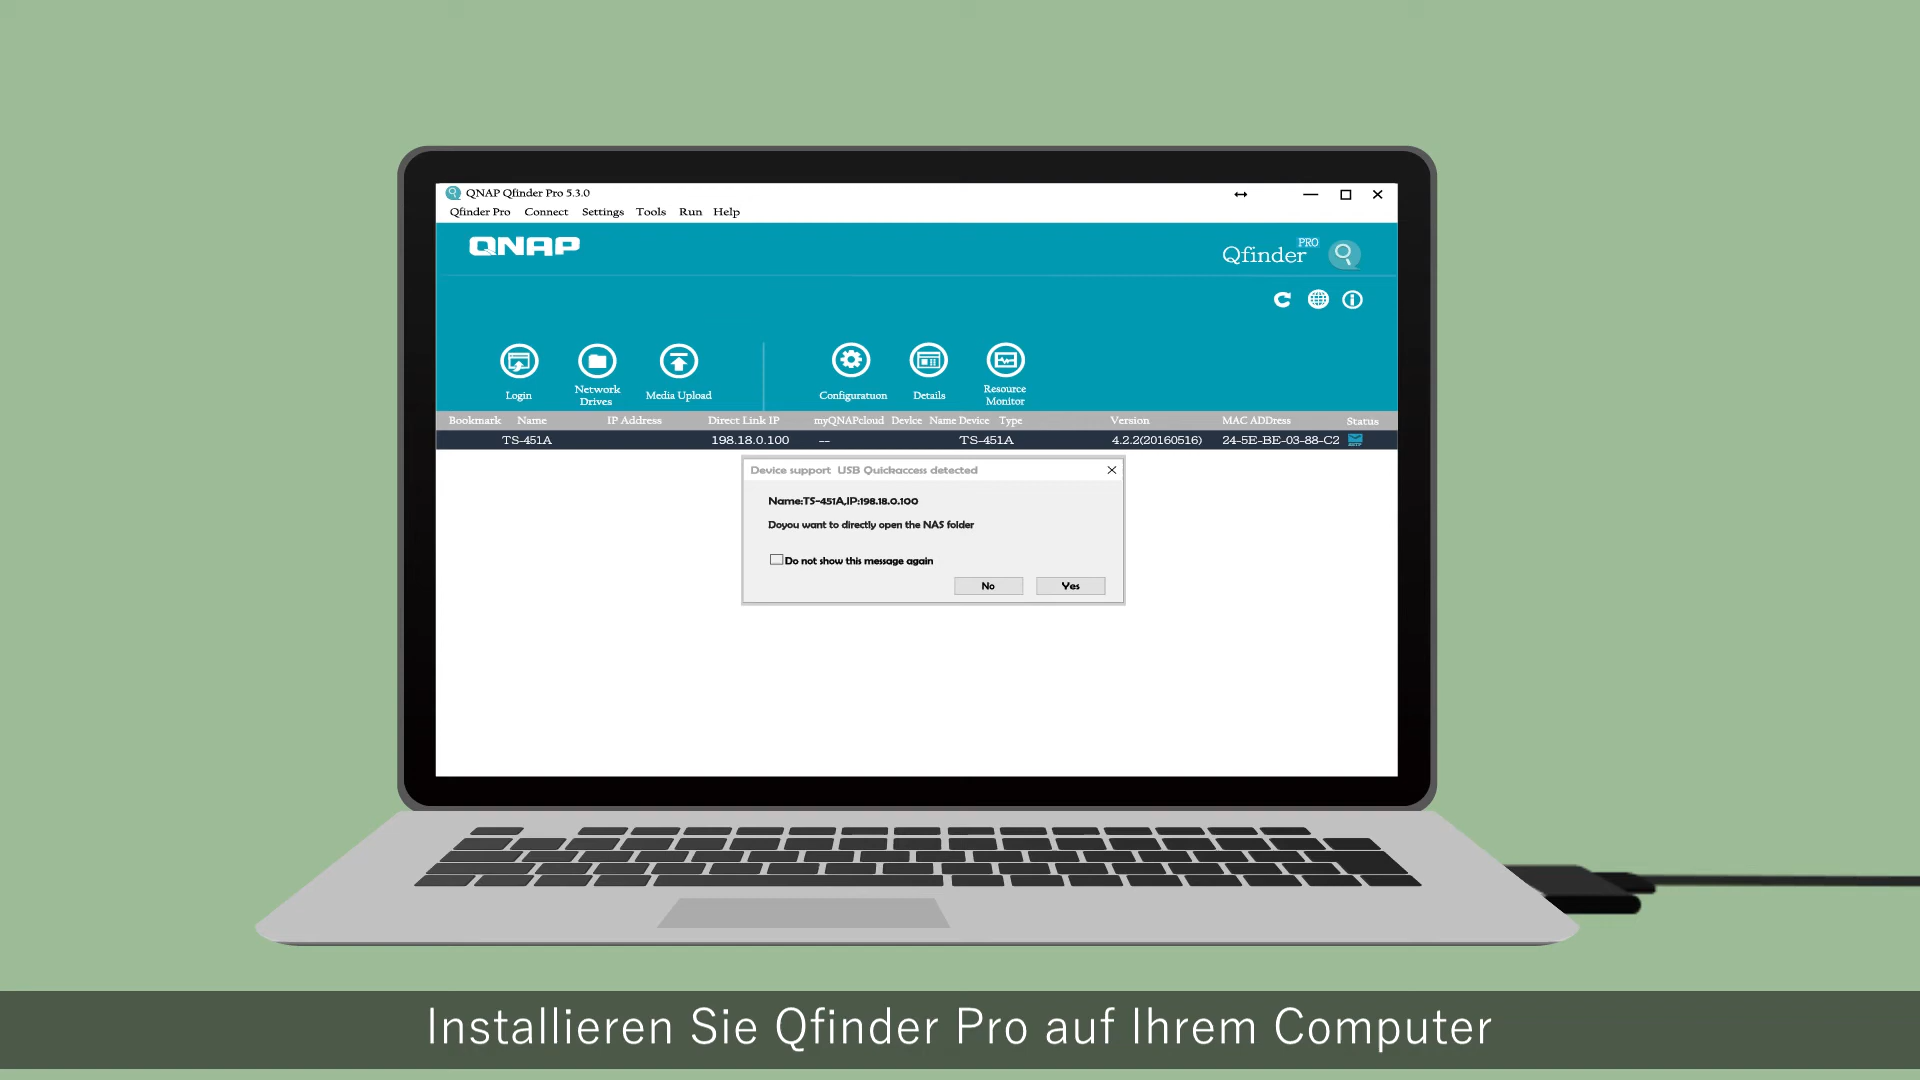 QNAP Qfinder Pro 5.3.0
Qfinder Pro Connect Settings Tools Run Help
QNAP
Qfinder PRO
Login
Network Drives
Media Upload
Configuratuon
Details
Resource Monitor
Bookmark Name IP Address Direct Link IP myQNAPcloud Devlce Name Device Type Version MAC ADDress Status
TS-451A 198.18.0.100 -- TS-451A 4.2.2(20160516) 24-5E-BE-03-88-C2
Device support USB Quickaccess detected
Name:TS-451A,IP:198.18.0.100
Doyou want to directly open the NAS folder
Do not show this message again
No Yes
Installieren Sie Qfinder Pro auf Ihrem Computer